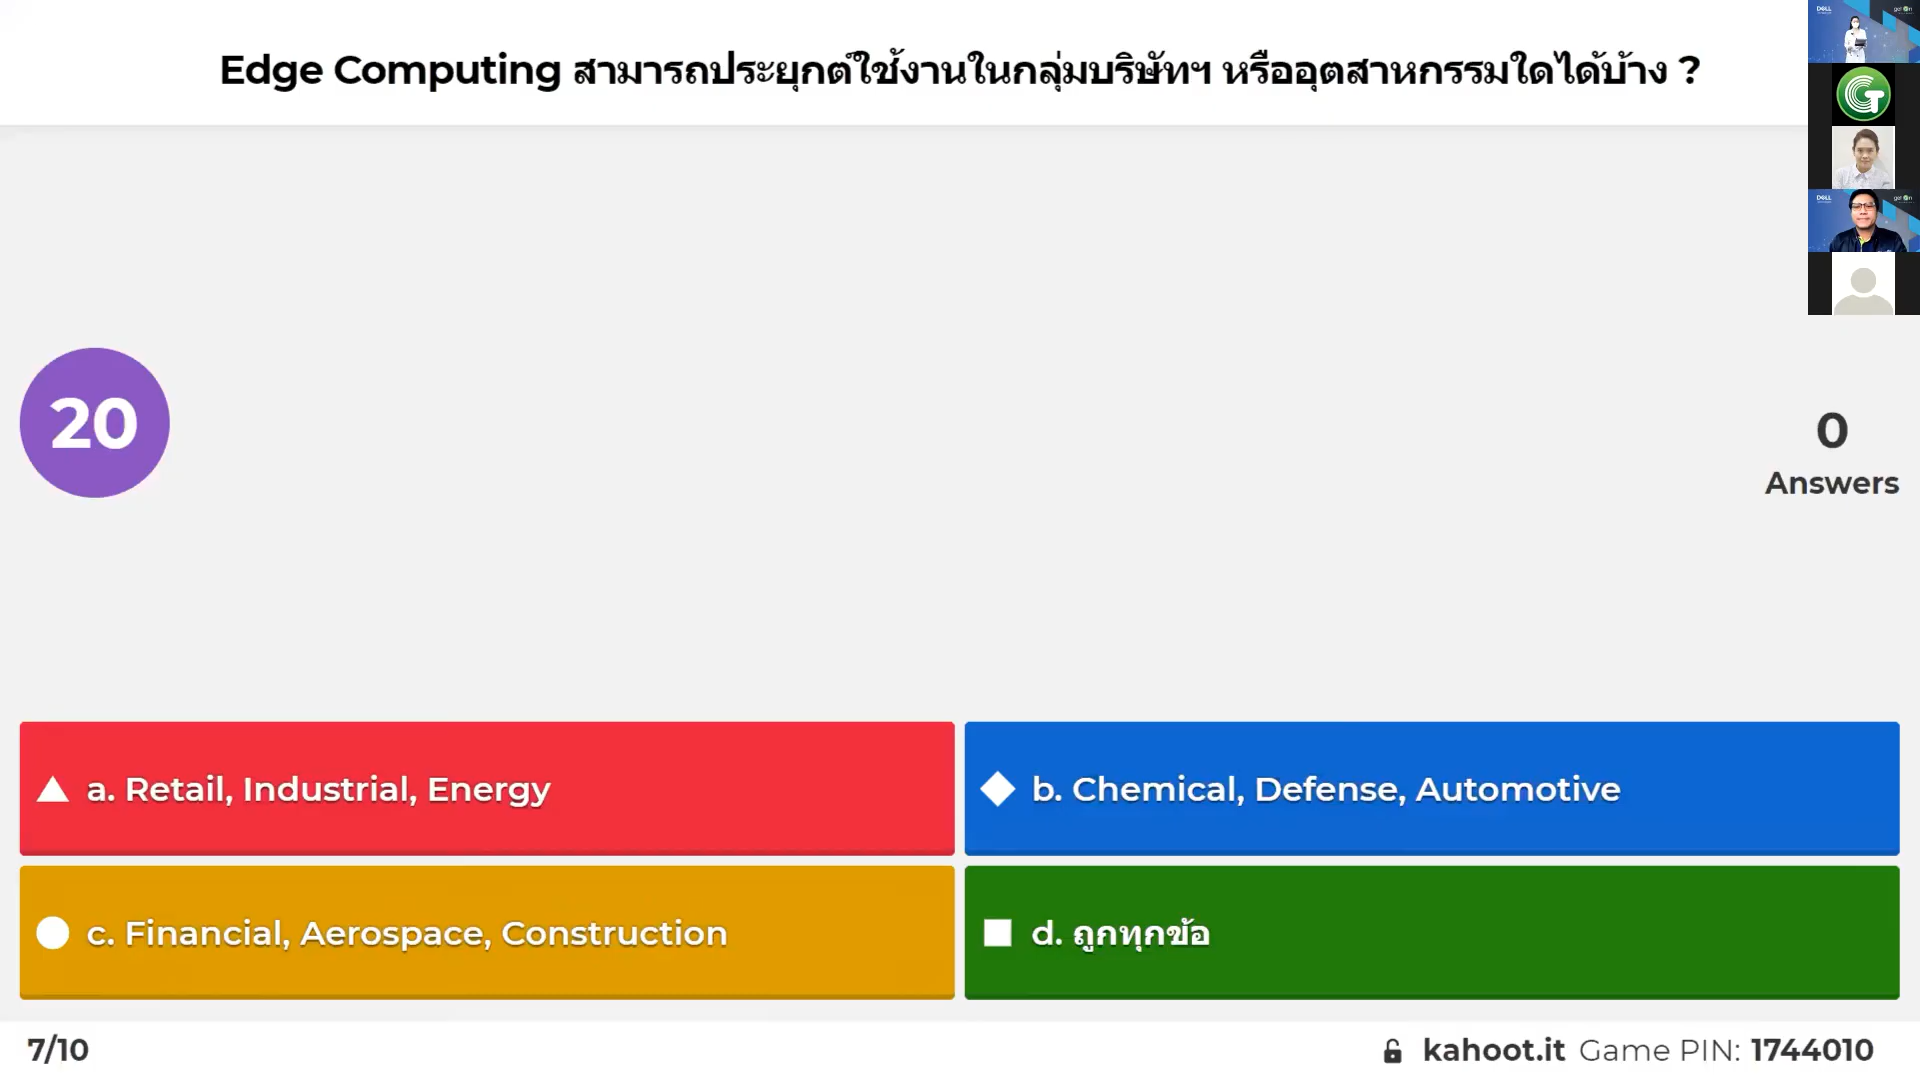 Edge Computing สามารถประยุกต์ใช้งานในกลุ่มบริษัทฯ หรืออุตสาหกรรมใดได้บ้าง ?
DELL
DELL
20
0
Answers
a. Retail, Industrial, Energy
b. Chemical, Defense, Automotive
c. Financial, Aerospace, Construction
d. ถูกทุกข้อ
7/10
kahoot.it Game PIN: 1744010